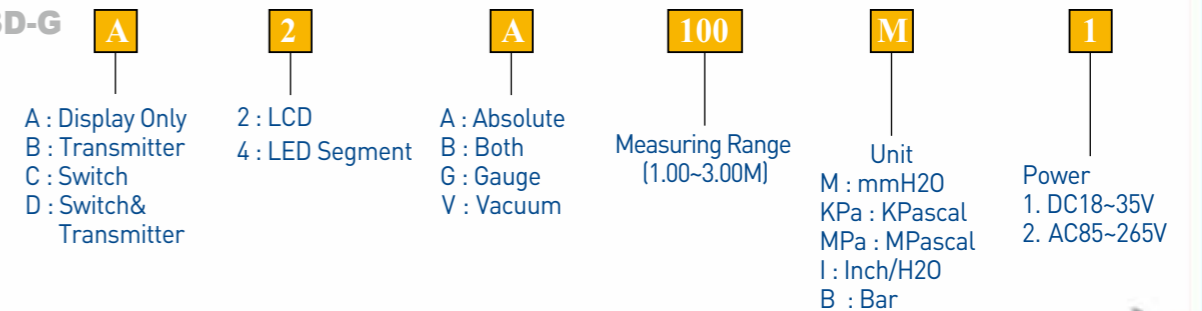 D-G
A 2 A 100 M 1
A : Display Only
B : Transmitter
C : Switch
D : Switch&
Transmitter
2 : LCD
4 : LED Segment
A : Absolute
B : Both
G : Gauge
V : Vacuum
Measuring Range
(1.00~3.00M)
Unit
M : mmH2O
KPa : KPascal
MPa : MPascal
I : Inch/H2O
B : Bar
Power
1. DC18~35V
2. AC85~265V